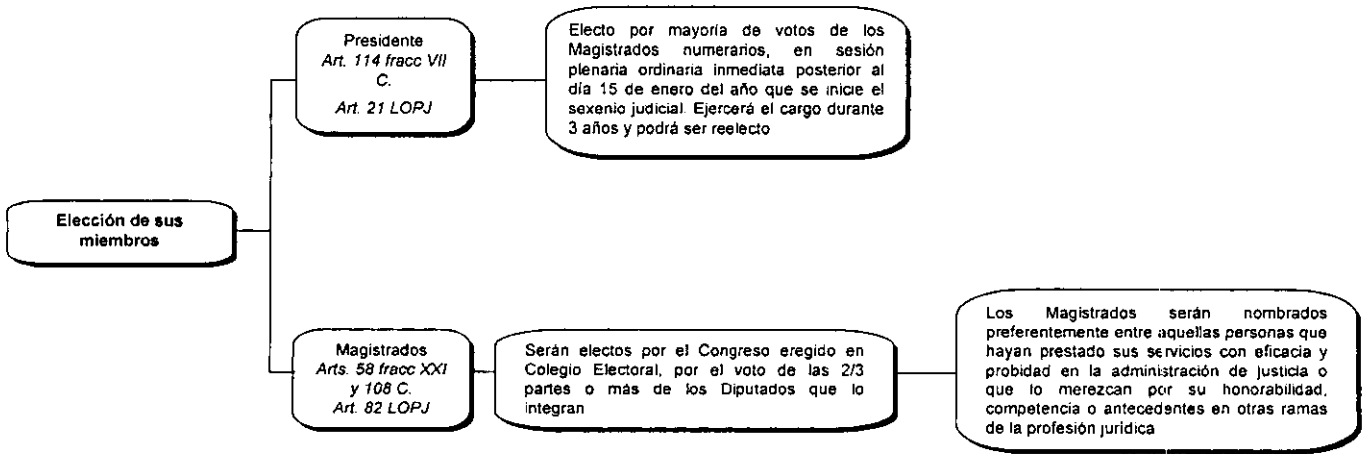 Presidente
Art. 114 fracc VII
C.
Art. 21 LOPJ
Electo por mayoría de votos de los
Magistrados numerarios, en sesión
plenaria ordinaria inmediata posterior al
día 15 de enero del año que se inicie el
sexenio judicial. Ejercerá el cargo durante
3 años y podrá ser reelecto
Elección de sus
miembros
Magistrados
Arts. 58 fracc XXI
y 108 C.
Art. 82 LOPJ
Serán electos por el Congreso eregido en
Colegio Electoral, por el voto de las 2/3
partes o más de los Diputados que lo
integran
Los Magistrados serán nombrados
preferentemente entre aquellas personas que
hayan prestado sus servicios con eficacia y
probidad en la administración de justicia o
que lo merezcan por su honorabilidad,
competencia o antecedentes en otras ramas
de la profesión jurídica